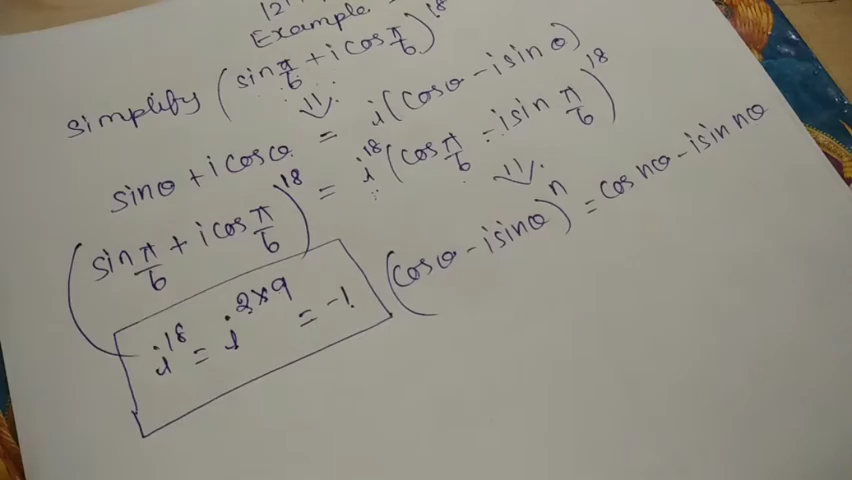 12
Example
simplify (sin π/6 + i cos π/6)^18
sinθ + i cosθ = i(cosθ - i sinθ)
(sin π/6 + i cos π/6)^18 = i^18 (cos π/6 - i sin π/6)^18
(cosθ - i sinθ)^n = cos nθ - i sin nθ
i^18 = i^2×9 = -1